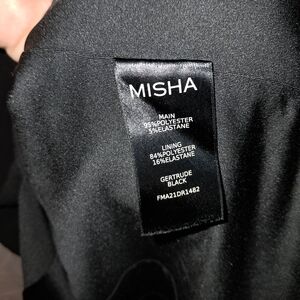 MISHA
MAIN
95%POLYESTER
5%ELASTANE
LINING
84%POLYESTER
16%ELASTANE
GERTRUDE
BLACK
FMA21DR1482